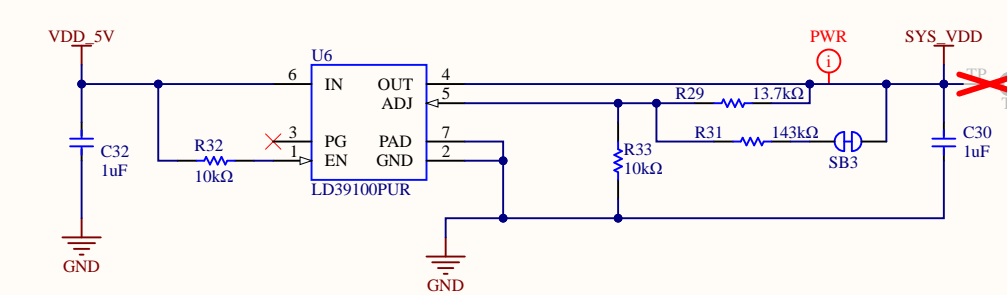 VDD_5V
PWR
SYS_VDD
U6
6 IN OUT 4
ADJ 5
TP
R29 13.7kΩ
3 PG PAD 7
R31 143kΩ
C30
1uF
C32
1uF
R32
10kΩ
1 EN GND 2
R33
10kΩ
SB3
LD39100PUR
GND
GND